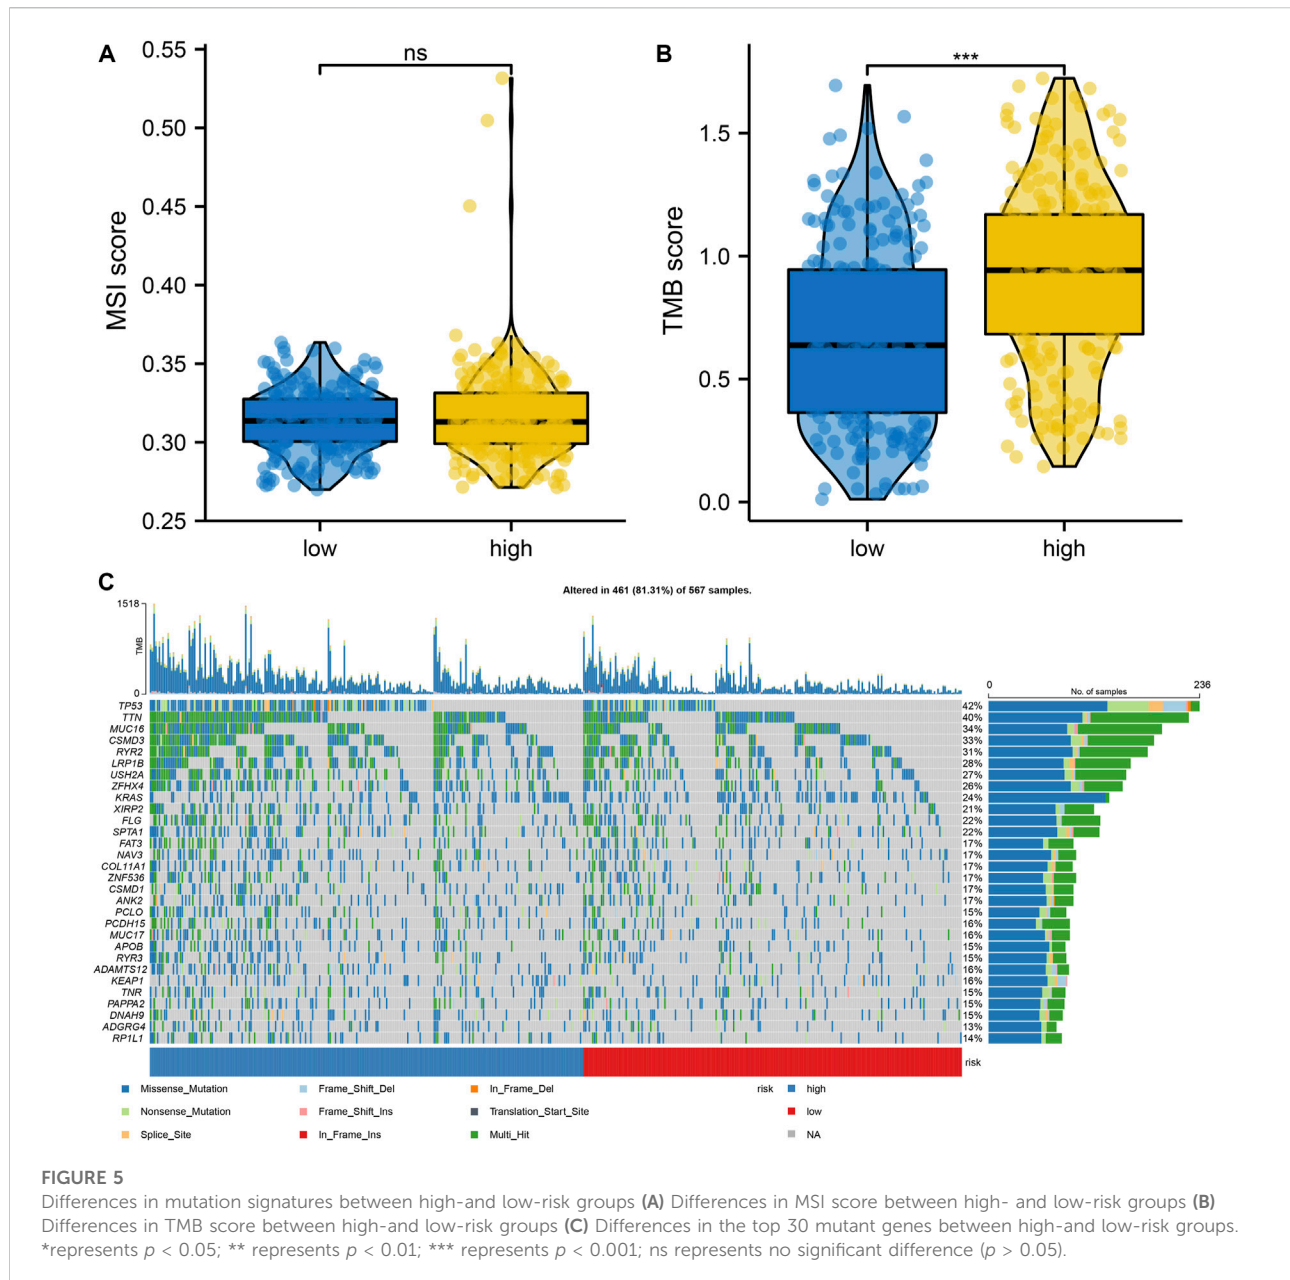 A
0.55
0.50
0.45
0.40
0.35
0.30
0.25
MSI score
ns
low
high
B
1.5
1.0
0.5
0.0
TMB score
***
low
high
C
Altered in 461 (81.31%) of 567 samples.
1518
TMB
0
0
No. of samples
236
TP53 42%
TTN 40%
MUC16 34%
CSMD3 33%
RYR2 31%
LRP1B 28%
USH2A 27%
ZFHX4 26%
KRAS 24%
XIRP2 21%
FLG 22%
SPTA1 22%
FAT3 17%
NAV3 17%
COL11A1 17%
ZNF536 17%
CSMD1 17%
ANK2 17%
PCLO 15%
PCDH15 16%
MUC17 16%
APOB 15%
RYR3 15%
ADAMTS12 16%
KEAP1 16%
TNR 15%
PAPPA2 15%
DNAH9 15%
ADGRG4 13%
RP1L1 14%
risk
Missense_Mutation Frame_Shift_Del In_Frame_Del risk high
Nonsense_Mutation Frame_Shift_Ins Translation_Start_Site low
Splice_Site In_Frame_Ins Multi_Hit NA
FIGURE 5
Differences in mutation signatures between high-and low-risk groups (A) Differences in MSI score between high- and low-risk groups (B)
Differences in TMB score between high-and low-risk groups (C) Differences in the top 30 mutant genes between high-and low-risk groups.
*represents p < 0.05; ** represents p < 0.01; *** represents p < 0.001; ns represents no significant difference (p > 0.05).